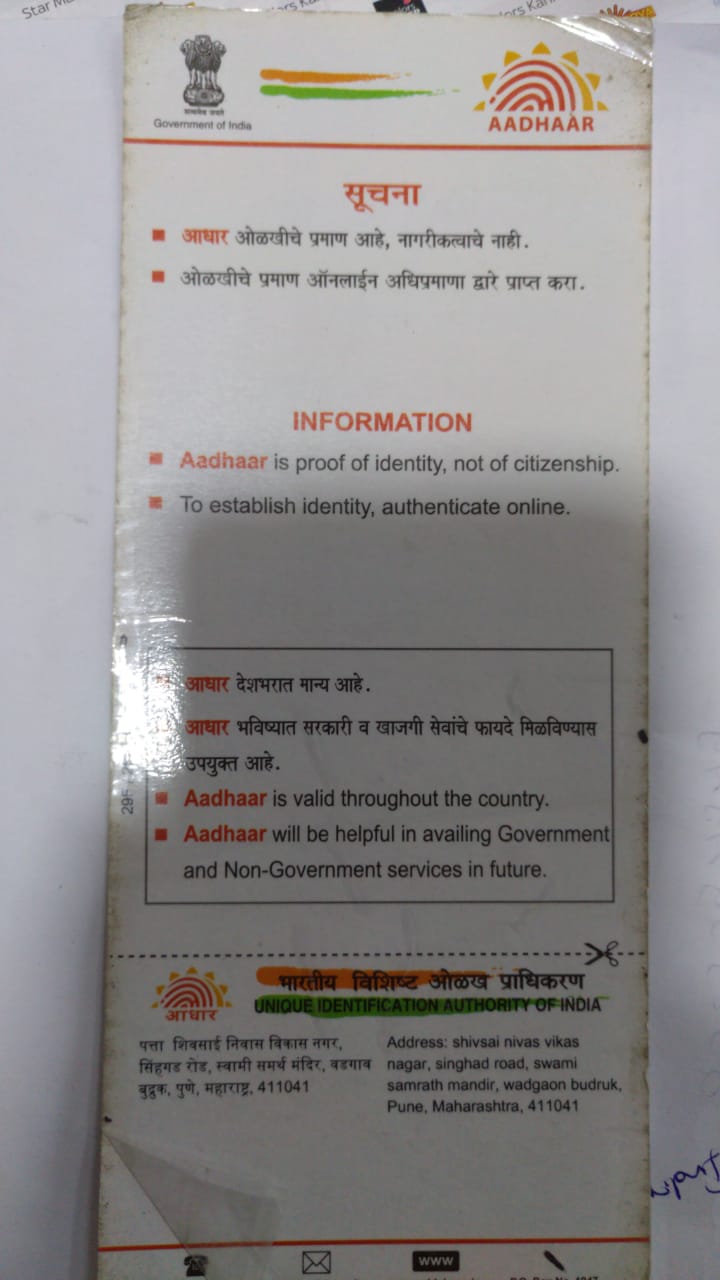 Star
Government of India
AADHAAR
सूचना
आधार ओळखीचे प्रमाण आहे, नागरीकत्वाचे नाही.
ओळखीचे प्रमाण ऑनलाईन अधिप्रमाणा द्वारे प्राप्त करा.
INFORMATION
Aadhaar is proof of identity, not of citizenship.
To establish identity, authenticate online.
आधार देशभरात मान्य आहे.
आधार भविष्यात सरकारी व खाजगी सेवांचे फायदे मिळविण्यास
उपयुक्त आहे.
Aadhaar is valid throughout the country.
Aadhaar will be helpful in availing Government
and Non-Government services in future.
भारतीय विशिष्ट ओळख प्राधिकरण
UNIQUE IDENTIFICATION AUTHORITY OF INDIA
आधार
पत्ता शिवसाई निवास विकास नगर,
सिंहगड रोड, स्वामी समर्थ मंदिर, वडगाव
बुद्रुक, पुणे, महाराष्ट्र, 411041
Address: shivsai nivas vikas
nagar, singhad road, swami
samrath mandir, wadgaon budruk,
Pune, Maharashtra, 411041
www